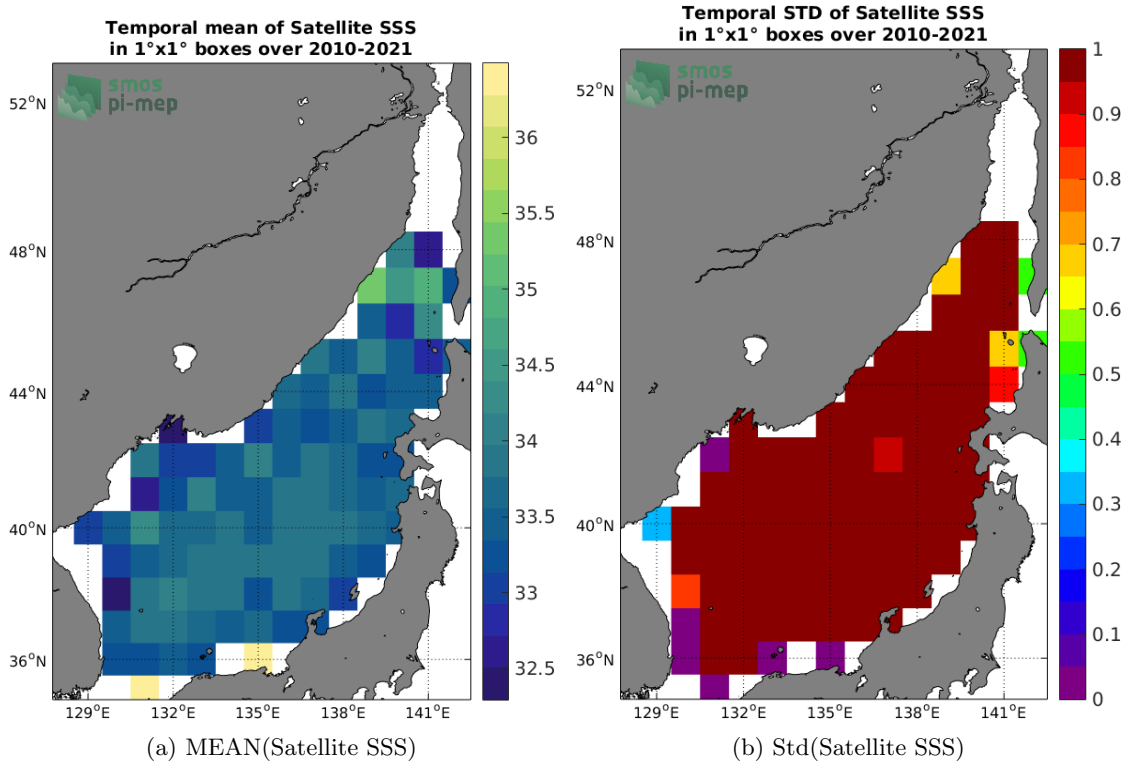 Temporal mean of Satellite SSS
in 1°x1° boxes over 2010-2021
smos
pi-mep
52°N
48°N
44°N
40°N
36°N
129°E
132°E
135°E
138°E
141°E
36
35.5
35
34.5
34
33.5
33
32.5
(a) MEAN(Satellite SSS)
Temporal STD of Satellite SSS
in 1°x1° boxes over 2010-2021
smos
pi-mep
52°N
48°N
44°N
40°N
36°N
129°E
132°E
135°E
138°E
141°E
1
0.9
0.8
0.7
0.6
0.5
0.4
0.3
0.2
0.1
0
(b) Std(Satellite SSS)